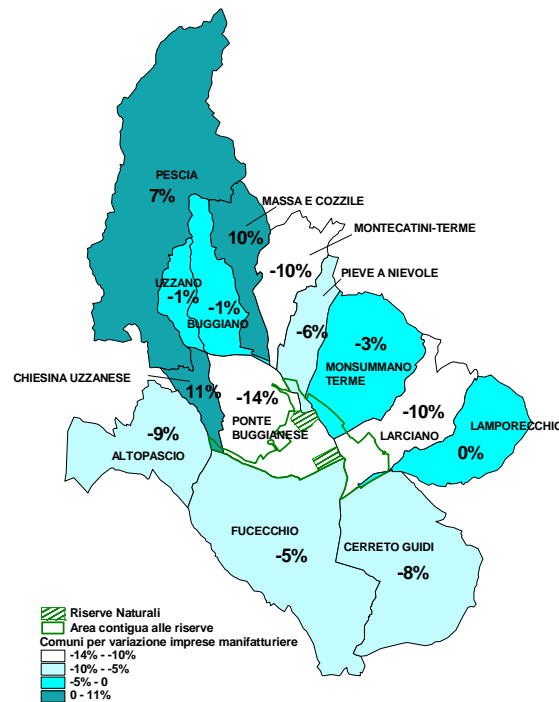 PESCIA
7%
MASSA E COZZILE
10%
MONTECATINI-TERME
-10%
PIEVE A NIEVOLE
UZZANO
-1%
-1%
BUGGIANO
-6%
-3%
MONSUMMANO
TERME
CHIESINA UZZANESE
11%
-14%
PONTE
BUGGIANESE
-10%
LARCIANO
LAMPORECCHIO
0%
-9%
ALTOPASCIO
FUCECCHIO
-5%
CERRETO GUIDI
-8%
Riserve Naturali
Area contigua alle riserve
Comuni per variazione imprese manifatturiere
-14% - -10%
-10% - -5%
-5% - 0
0 - 11%